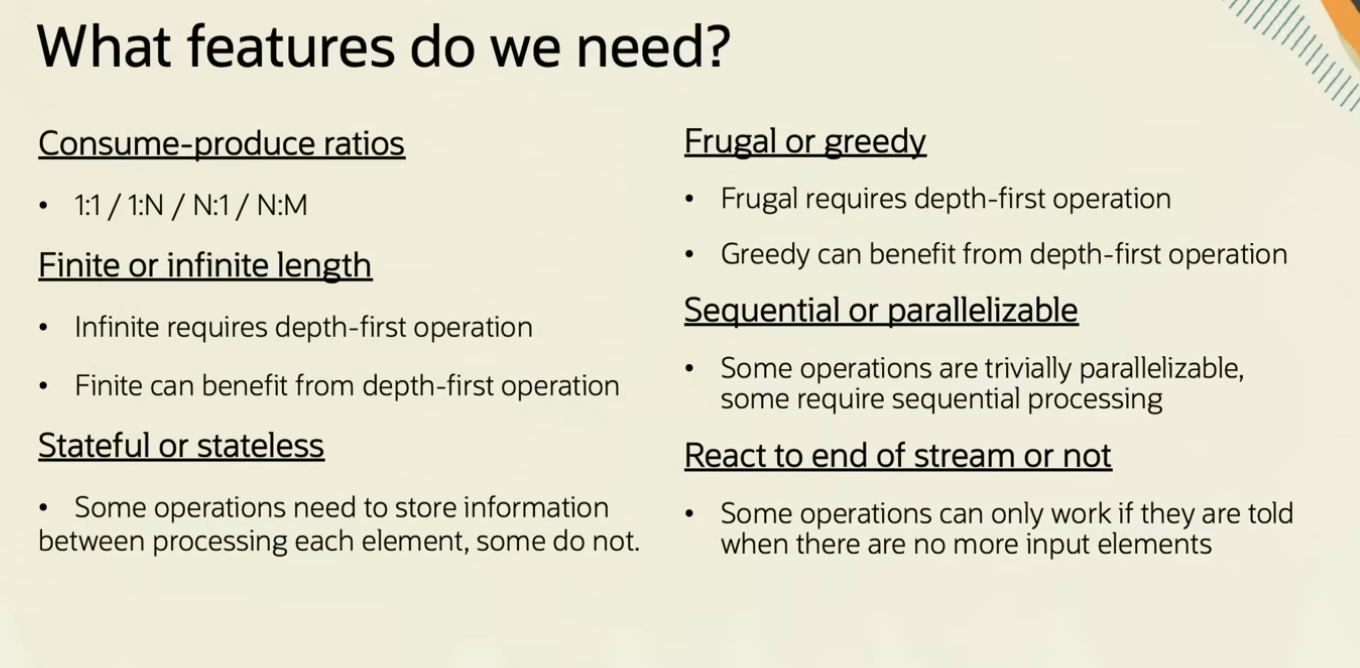 What features do we need?
Consume-produce ratios
• 1:1 / 1:N / N:1 / N:M
Finite or infinite length
• Infinite requires depth-first operation
• Finite can benefit from depth-first operation
Stateful or stateless
• Some operations need to store information
between processing each element, some do not.
Frugal or greedy
• Frugal requires depth-first operation
• Greedy can benefit from depth-first operation
Sequential or parallelizable
• Some operations are trivially parallelizable,
some require sequential processing
React to end of stream or not
• Some operations can only work if they are told
when there are no more input elements